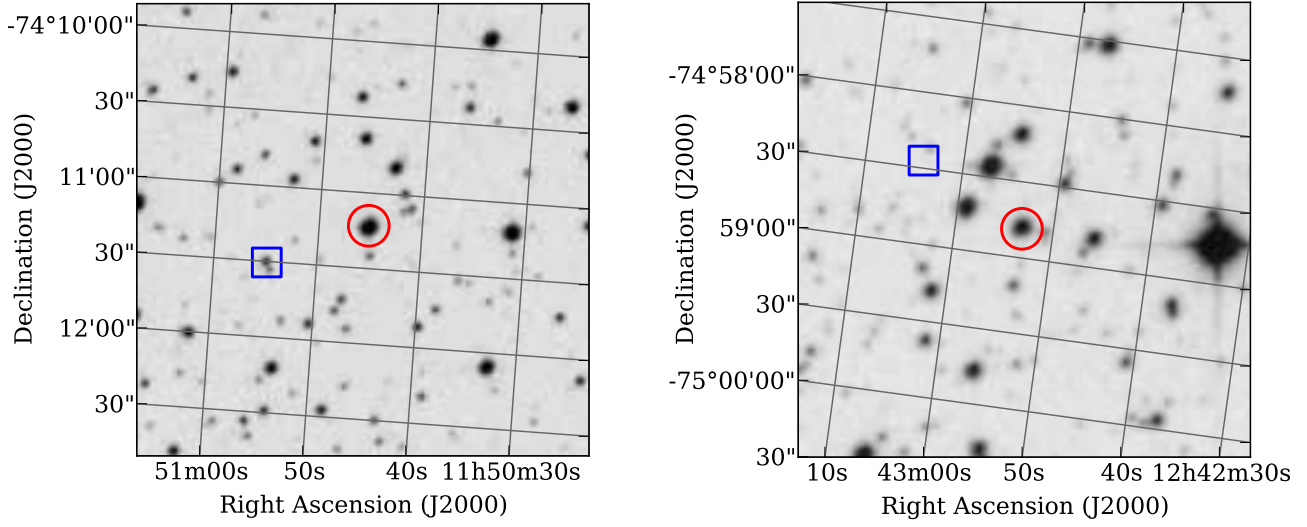 -74°10'00"
30"
11'00"
30"
12'00"
30"
Declination (J2000)
51m00s 50s 40s 11h50m30s
Right Ascension (J2000)
-74°58'00"
30"
59'00"
30"
-75°00'00"
30"
Declination (J2000)
10s 43m00s 50s 40s 12h42m30s
Right Ascension (J2000)